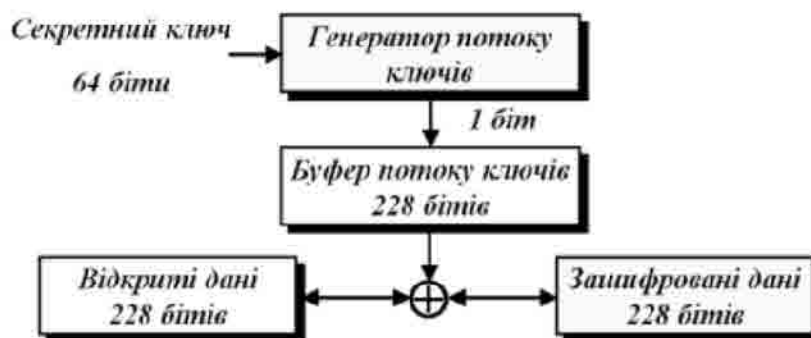 Секретний ключ
64 біти
Генератор потоку
ключів
1 біт
Буфер потоку ключів
228 бітів
Відкриті дані
228 бітів
Зашифровані дані
228 бітів